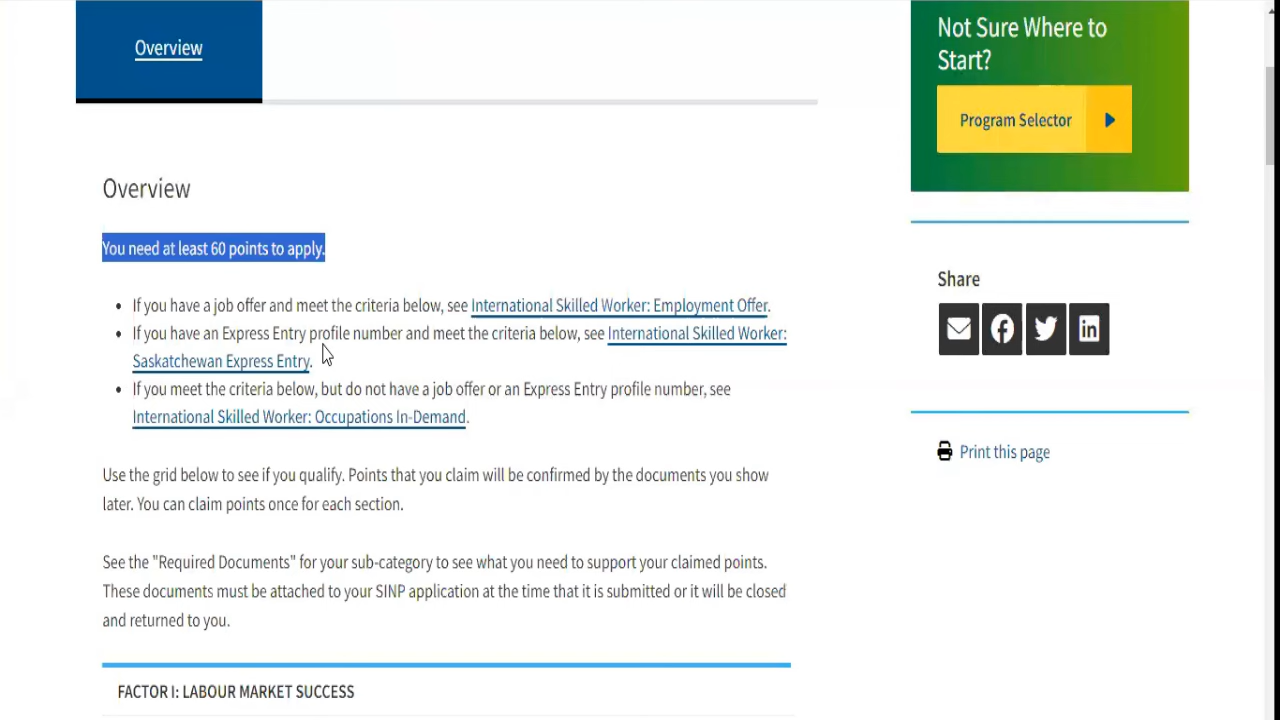 Overview
Not Sure Where to
Start?
Program Selector
Overview
You need at least 60 points to apply.
If you have a job offer and meet the criteria below, see International Skilled Worker: Employment Offer.
If you have an Express Entry profile number and meet the criteria below, see International Skilled Worker:
Saskatchewan Express Entry.
If you meet the criteria below, but do not have a job offer or an Express Entry profile number, see
International Skilled Worker: Occupations In-Demand.
Use the grid below to see if you qualify. Points that you claim will be confirmed by the documents you show
later. You can claim points once for each section.
See the "Required Documents" for your sub-category to see what you need to support your claimed points.
These documents must be attached to your SINP application at the time that it is submitted or it will be closed
and returned to you.
FACTOR I: LABOUR MARKET SUCCESS
Share
in
Print this page